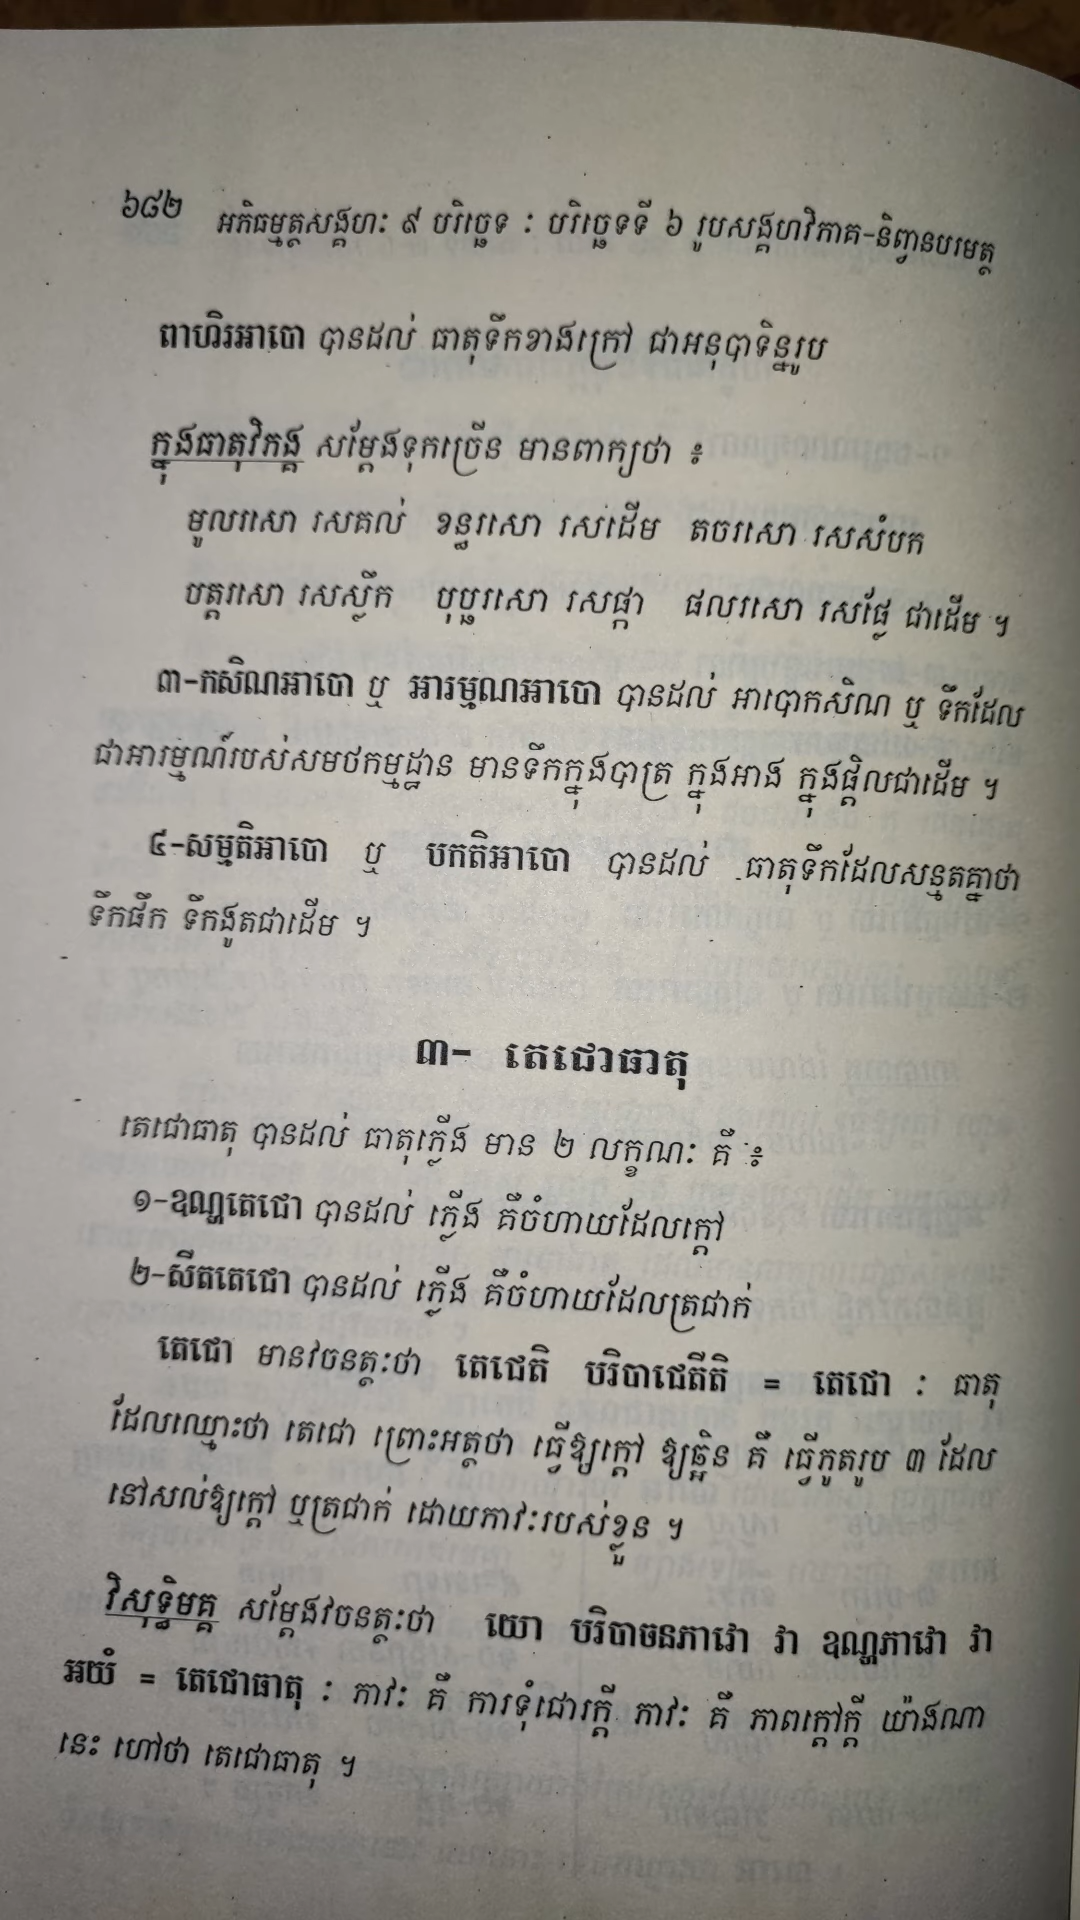 ៦៨២ អភិធម្មត្ថសង្គហៈ ៩ បរិច្ឆេទ : បរិច្ឆេទទី ៦ រូបសង្គហវិភាគ-និព្វានបរមត្ថ
ពាហិរអាបោ បានដល់ ធាតុទឹកខាងក្រៅ ជាអនុបាទិន្នរូប
ក្នុងធាតុវិភង្គ សម្ដែងទុកច្រើន មានពាក្យថា ៖
មូលរសោ រសគល់ ខន្ធរសោ រសដើម តចរសោ រសសំបក
បត្តរសោ រសស្លឹក បុប្ផរសោ រសផ្កា ផលរសោ រសផ្លែ ជាដើម ។
៣-កសិណអាបោ ឬ អារម្មណអាបោ បានដល់ អាបោកសិណ ឬ ទឹកដែល
ជាអារម្មណ៍របស់សមថកម្មដ្ឋាន មានទឹកក្នុងបាត្រ ក្នុងអាង ក្នុងផ្តិលជាដើម ។
៤-សម្មតិអាបោ ឬ បកតិអាបោ បានដល់ ធាតុទឹកដែលសន្មតគ្នាថា
ទឹកផឹក ទឹកងូតជាដើម ។
៣- តេជោធាតុ
តេជោធាតុ បានដល់ ធាតុភ្លើង មាន ២ លក្ខណៈ គឺ ៖
១-ឧណ្ហតេជោ បានដល់ ភ្លើង គឺចំហាយដែលក្ដៅ
២-សីតតេជោ បានដល់ ភ្លើង គឺចំហាយដែលត្រជាក់
តេជោ មានវចនត្ថៈថា តេជេតិ បរិបាជេតីតិ = តេជោ : ធាតុ
ដែលឈ្មោះថា តេជោ ព្រោះអត្ថថា ធ្វើឱ្យក្ដៅ ឱ្យឆ្អិន គឺ ធ្វើភូតរូប ៣ ដែល
នៅសល់ឱ្យក្ដៅ ឬត្រជាក់ ដោយភាវៈរបស់ខ្លួន ។
វិសុទ្ធិមគ្គ សម្ដែងវចនត្ថៈថា យោ បរិបាចនភាវោ វា ឧណ្ហភាវោ វា
អយំ = តេជោធាតុ : ភាវៈ គឺ ការទុំជោរក្ដី ភាវៈ គឺ ភាពក្ដៅក្ដី យ៉ាងណា
នេះ ហៅថា តេជោធាតុ ។